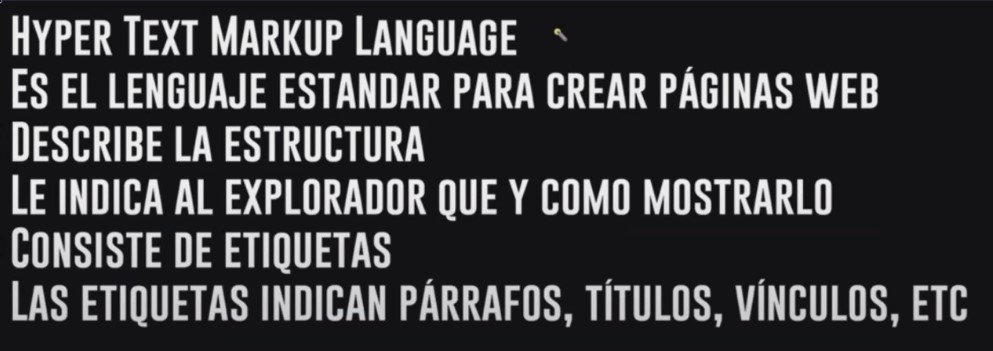 Hyper Text Markup Language
Es el lenguaje estandar para crear páginas web
Describe la estructura
Le indica al explorador que y como mostrarlo
Consiste de etiquetas
Las etiquetas indican párrafos, títulos, vínculos, etc